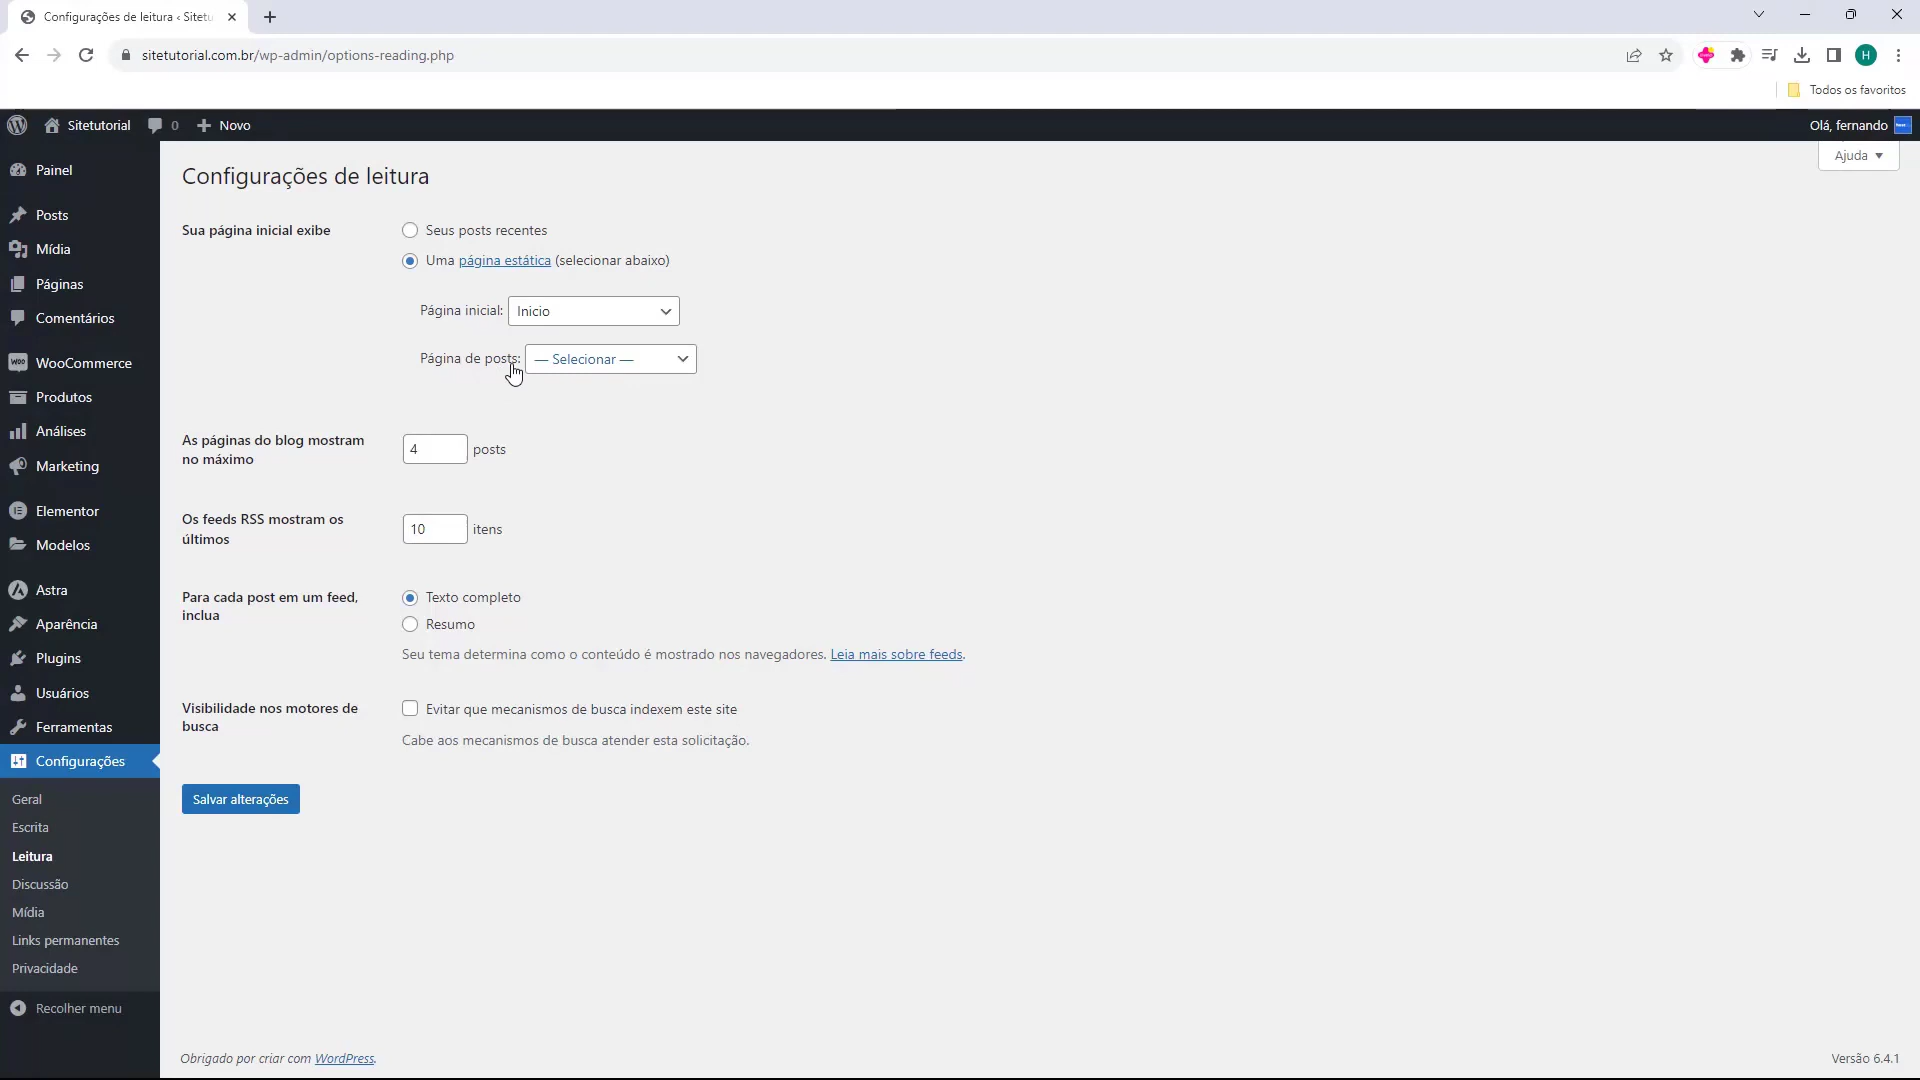 Configurações de leitura ‹ Sitetu
sitetutorial.com.br/wp-admin/options-reading.php
H
Todos os favoritos
Sitetutorial 0 Novo
Olá, fernando
Ajuda
Painel
Posts
Mídia
Páginas
Comentários
WooCommerce
Produtos
Análises
Marketing
Elementor
Modelos
Astra
Aparência
Plugins
Usuários
Ferramentas
Configurações
Geral
Escrita
Leitura
Discussão
Mídia
Links permanentes
Privacidade
Recolher menu
Configurações de leitura
Sua página inicial exibe
Seus posts recentes
Uma página estática (selecionar abaixo)
Página inicial: Inicio
Página de posts: — Selecionar —
As páginas do blog mostram
no máximo
4 posts
Os feeds RSS mostram os
últimos
10 itens
Para cada post em um feed,
inclua
Texto completo
Resumo
Seu tema determina como o conteúdo é mostrado nos navegadores. Leia mais sobre feeds.
Visibilidade nos motores de
busca
Evitar que mecanismos de busca indexem este site
Cabe aos mecanismos de busca atender esta solicitação.
Salvar alterações
Obrigado por criar com WordPress.
Versão 6.4.1